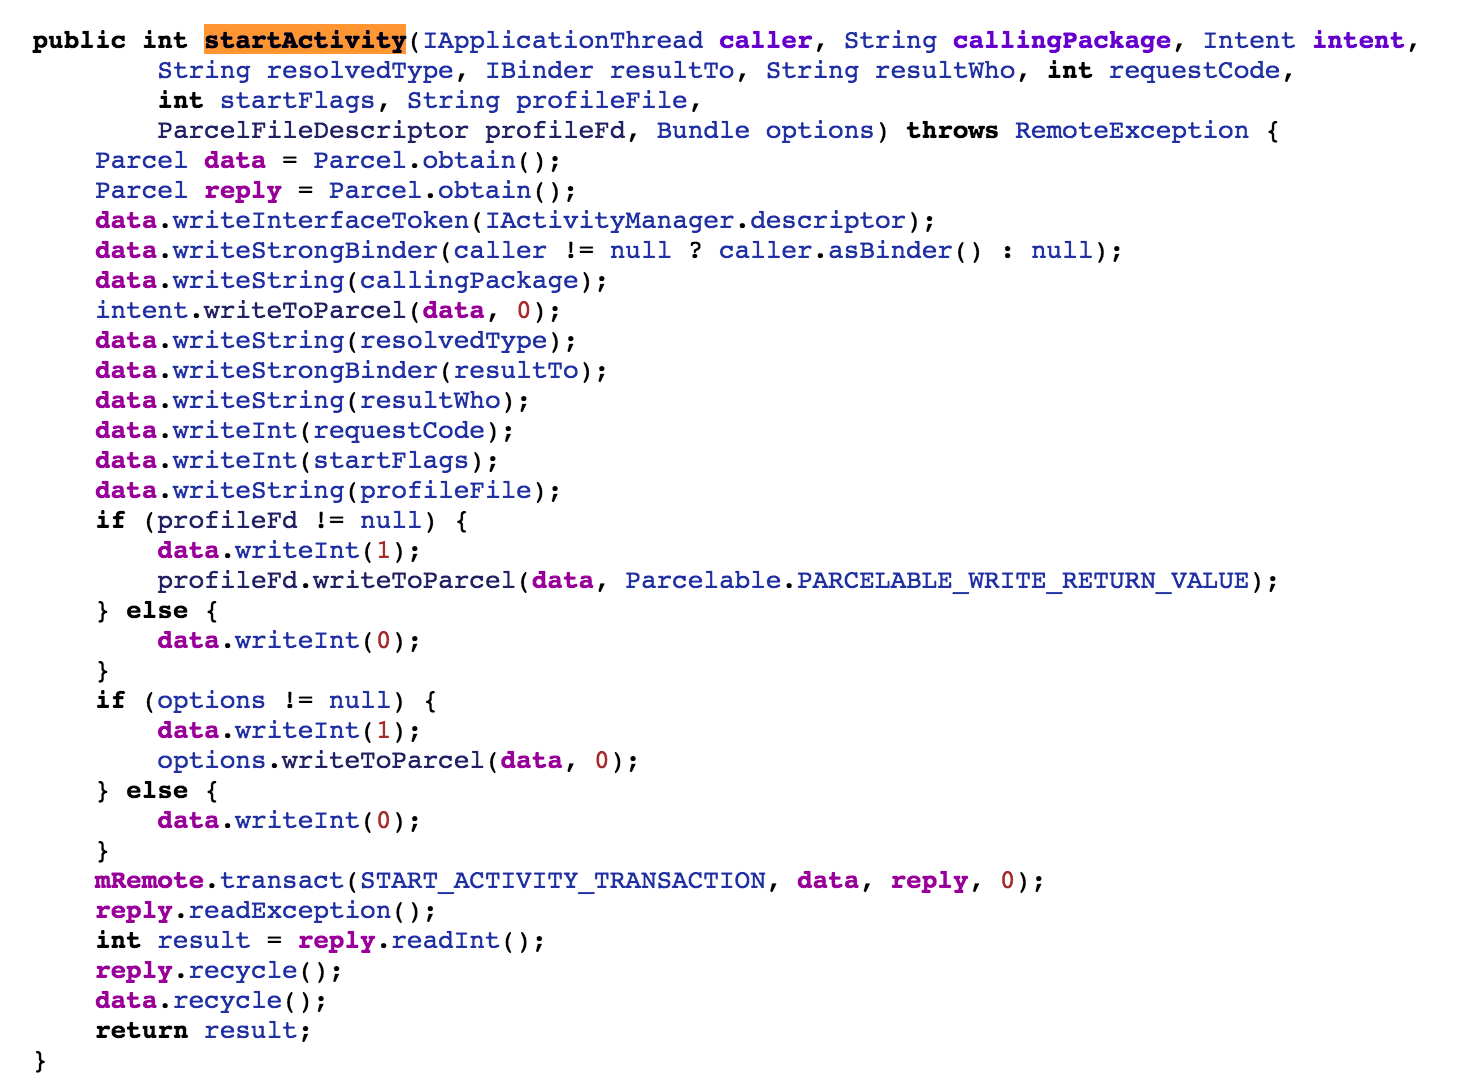 public int startActivity(IApplicationThread caller, String callingPackage, Intent intent,
        String resolvedType, IBinder resultTo, String resultWho, int requestCode,
        int startFlags, String profileFile,
        ParcelFileDescriptor profileFd, Bundle options) throws RemoteException {
    Parcel data = Parcel.obtain();
    Parcel reply = Parcel.obtain();
    data.writeInterfaceToken(IActivityManager.descriptor);
    data.writeStrongBinder(caller != null ? caller.asBinder() : null);
    data.writeString(callingPackage);
    intent.writeToParcel(data, 0);
    data.writeString(resolvedType);
    data.writeStrongBinder(resultTo);
    data.writeString(resultWho);
    data.writeInt(requestCode);
    data.writeInt(startFlags);
    data.writeString(profileFile);
    if (profileFd != null) {
        data.writeInt(1);
        profileFd.writeToParcel(data, Parcelable.PARCELABLE_WRITE_RETURN_VALUE);
    } else {
        data.writeInt(0);
    }
    if (options != null) {
        data.writeInt(1);
        options.writeToParcel(data, 0);
    } else {
        data.writeInt(0);
    }
    mRemote.transact(START_ACTIVITY_TRANSACTION, data, reply, 0);
    reply.readException();
    int result = reply.readInt();
    reply.recycle();
    data.recycle();
    return result;
}